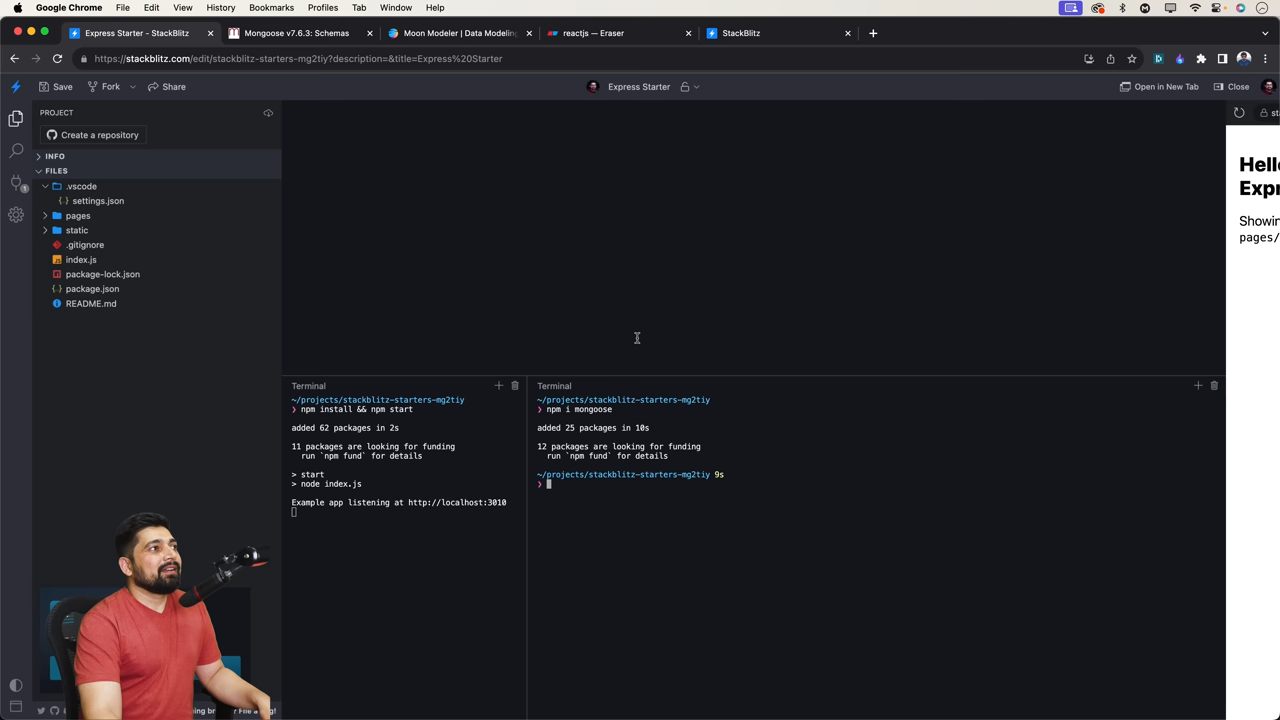 Google Chrome File Edit View History Bookmarks Profiles Tab Window Help
Express Starter - StackBlitz
Mongoose v7.6.3: Schemas
Moon Modeler | Data Modeling
reactjs — Eraser
StackBlitz
https://stackblitz.com/edit/stackblitz-starters-mg2tiy?description=&title=Express%20Starter
Save Fork Share
Express Starter
Open in New Tab Close
PROJECT
Create a repository
INFO
FILES
.vscode
settings.json
pages
static
.gitignore
index.js
package-lock.json
package.json
README.md
Terminal
~/projects/stackblitz-starters-mg2tiy
❯ npm install && npm start
added 62 packages in 2s
11 packages are looking for funding
run `npm fund` for details
> start
> node index.js
Example app listening at http://localhost:3010
Terminal
~/projects/stackblitz-starters-mg2tiy
❯ npm i mongoose
added 25 packages in 10s
12 packages are looking for funding
run `npm fund` for details
~/projects/stackblitz-starters-mg2tiy 9s
❯
Hell
Expr
Showin
pages/